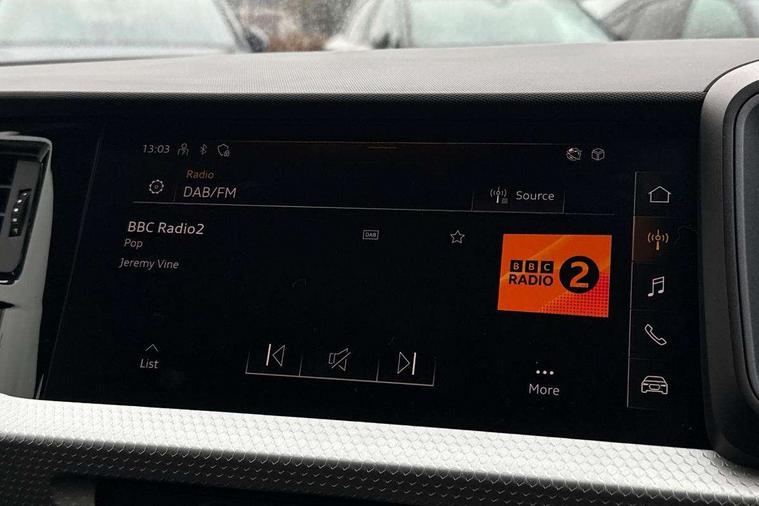 13:03
Radio
DAB/FM
Source
BBC Radio2
DAB
Pop
Jeremy Vine
BBC
RADIO 2
List
More